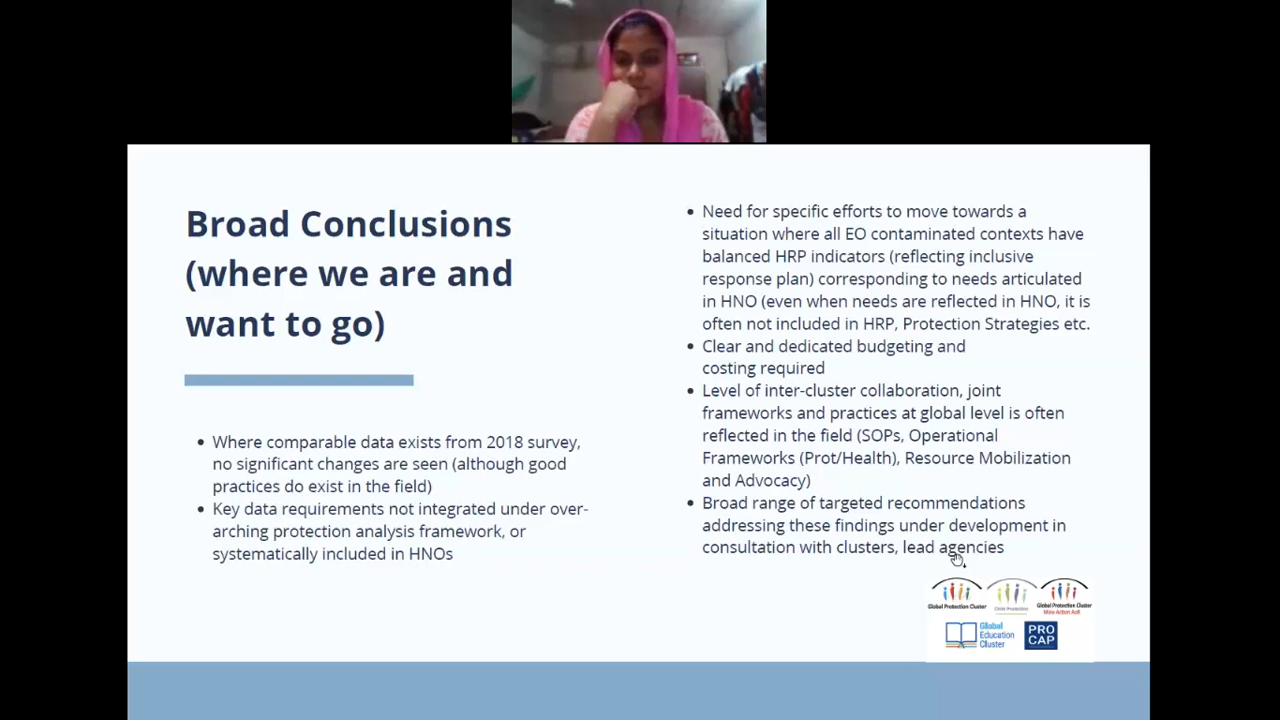 Broad Conclusions
(where we are and
want to go)
• Where comparable data exists from 2018 survey,
no significant changes are seen (although good
practices do exist in the field)
• Key data requirements not integrated under over-
arching protection analysis framework, or
systematically included in HNOs
• Need for specific efforts to move towards a
situation where all EO contaminated contexts have
balanced HRP indicators (reflecting inclusive
response plan) corresponding to needs articulated
in HNO (even when needs are reflected in HNO, it is
often not included in HRP, Protection Strategies etc.
• Clear and dedicated budgeting and
costing required
• Level of inter-cluster collaboration, joint
frameworks and practices at global level is often
reflected in the field (SOPs, Operational
Frameworks (Prot/Health), Resource Mobilization
and Advocacy)
• Broad range of targeted recommendations
addressing these findings under development in
consultation with clusters, lead agencies
Global Protection Cluster
Child Protection
Global Protection Cluster
Mine Action AoR
Global
Education
Cluster
PRO
CAP